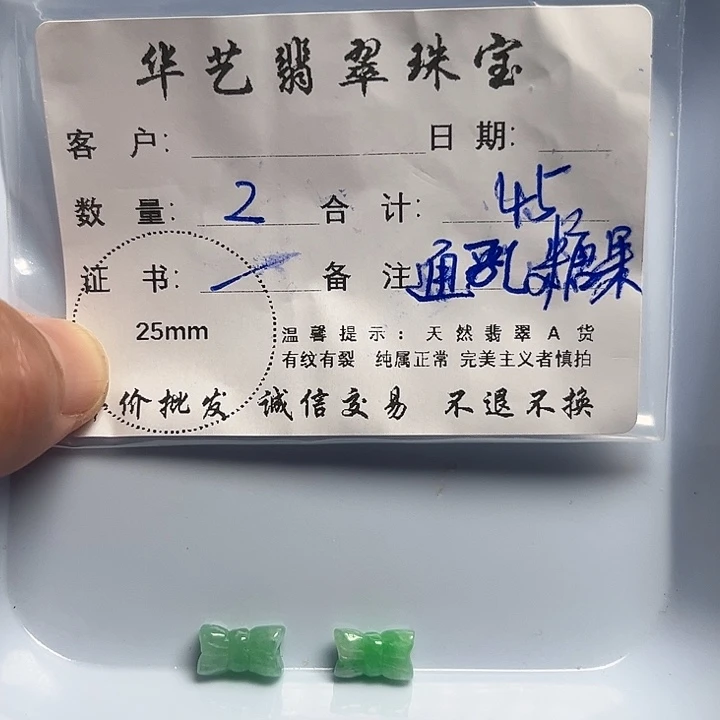 华艺翡翠珠宝
客户: 日期:
数量: 2 合计: 45
证书: 备注 通孔糖果
25mm
温馨提示: 天然翡翠A货
有纹有裂 纯属正常 完美主义者慎拍
价批发 诚信交易 不退不换